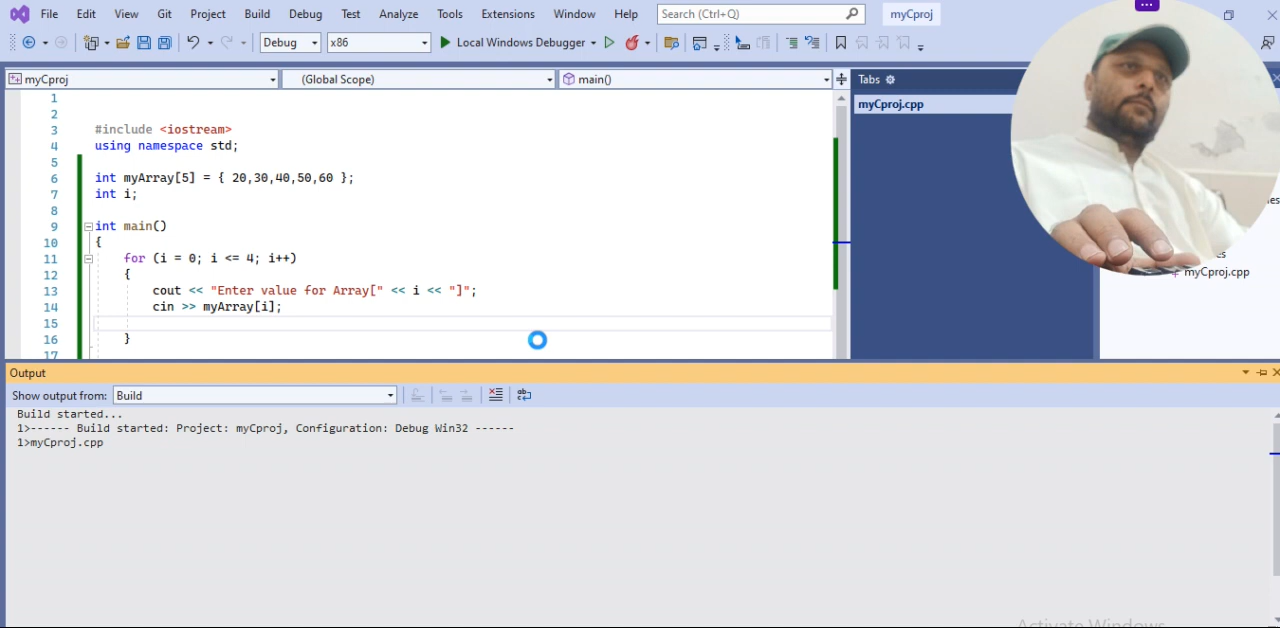 File Edit View Git Project Build Debug Test Analyze Tools Extensions Window Help Search (Ctrl+Q) myCproj
Debug x86 Local Windows Debugger
myCproj (Global Scope) main() Tabs
myCproj.cpp
1
2
3 #include <iostream>
4 using namespace std;
5
6 int myArray[5] = { 20,30,40,50,60 };
7 int i;
8
9 int main()
10 {
11 for (i = 0; i <= 4; i++)
12 {
13 cout << "Enter value for Array[" << i << "]";
14 cin >> myArray[i];
15
16 }
17
myCproj.cpp
Output
Show output from: Build
Build started...
1>------ Build started: Project: myCproj, Configuration: Debug Win32 ------
1>myCproj.cpp
Activate Windows